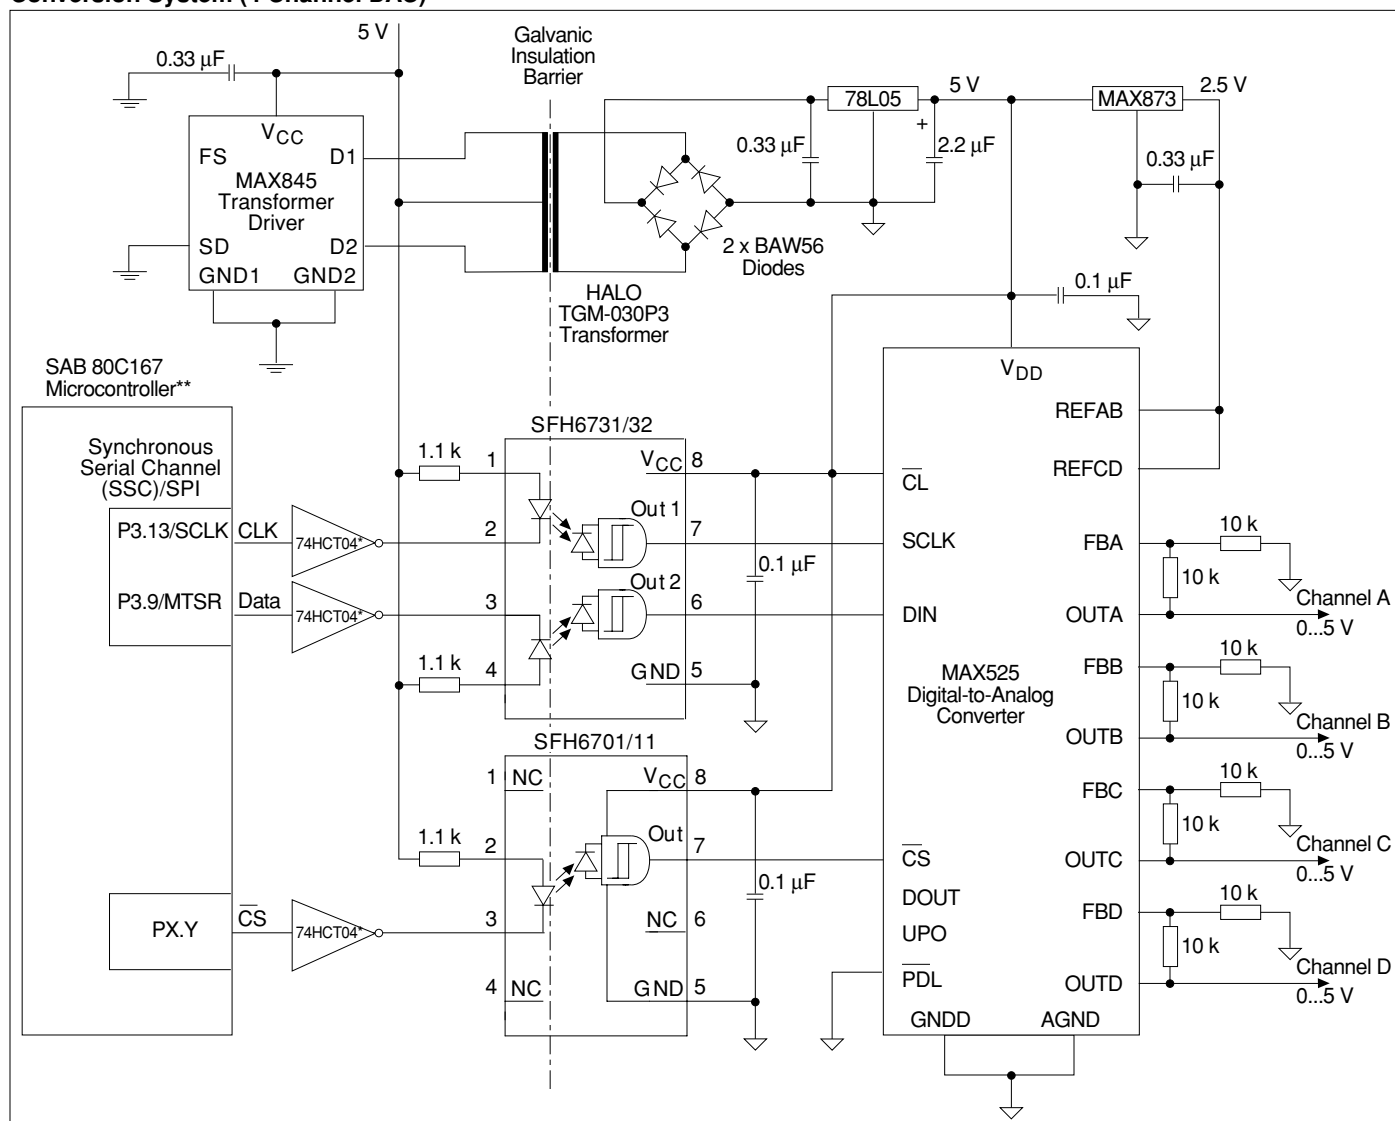 5 V
0.33 µF
Galvanic
Insulation
Barrier
VCC
FS
D1
MAX845
Transformer
Driver
SD
D2
GND1
GND2
78L05
5 V
MAX873
2.5 V
+
0.33 µF
2.2 µF
0.33 µF
2 x BAW56
Diodes
HALO
TGM-030P3
Transformer
0.1 µF
SAB 80C167
Microcontroller**
Synchronous
Serial Channel
(SSC)/SPI
P3.13/SCLK
CLK
74HCT04*
P3.9/MTSR
Data
74HCT04*
PX.Y
CS
74HCT04*
1.1 k
1.1 k
1.1 k
SFH6731/32
1
2
3
4
VCC
8
Out 1
7
Out 2
6
GND
5
0.1 µF
SFH6701/11
1
NC
2
3
4
NC
VCC
8
Out
7
NC
6
GND
5
0.1 µF
VDD
REFAB
REFCD
CL
SCLK
DIN
MAX525
Digital-to-Analog
Converter
CS
DOUT
UPO
PDL
GNDD
AGND
FBA
OUTA
FBB
OUTB
FBC
OUTC
FBD
OUTD
10 k
10 k
Channel A
0...5 V
10 k
10 k
Channel B
0...5 V
10 k
10 k
Channel C
0...5 V
10 k
10 k
Channel D
0...5 V